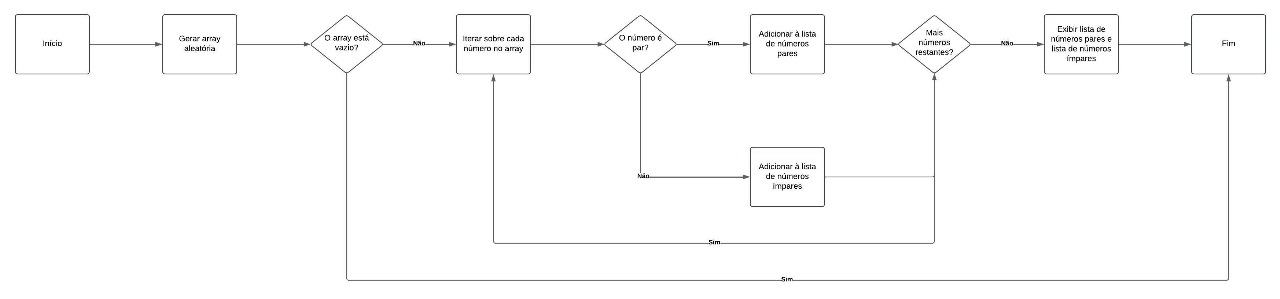 Início
Gerar array
aleatória
O array está
vazio?
Não
Iterar sobre cada
número no array
O número é
par?
Sim
Adicionar à lista
de números
pares
Mais
números
restantes?
Não
Exibir lista de
números pares e
lista de números
ímpares
Fim
Não
Adicionar à lista
de números
ímpares
Sim
Sim